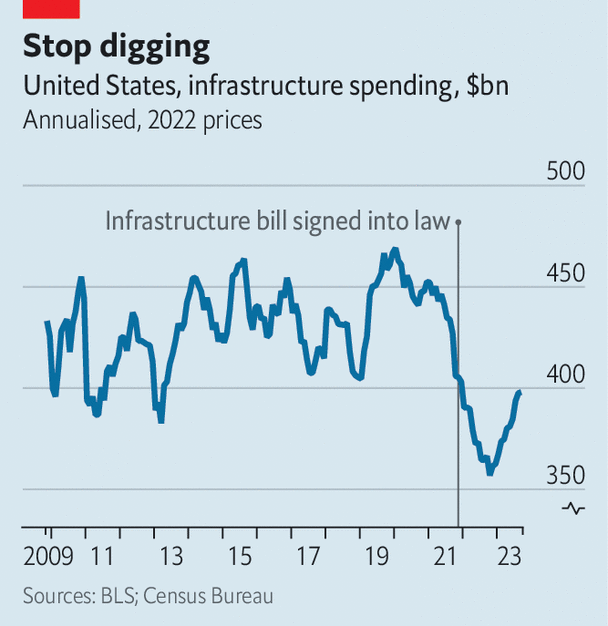 Stop digging
United States, infrastructure spending, $bn
Annualised, 2022 prices
500
Infrastructure bill signed into law
450
400
350
2009 11 13 15 17 19 21 23
Sources: BLS; Census Bureau